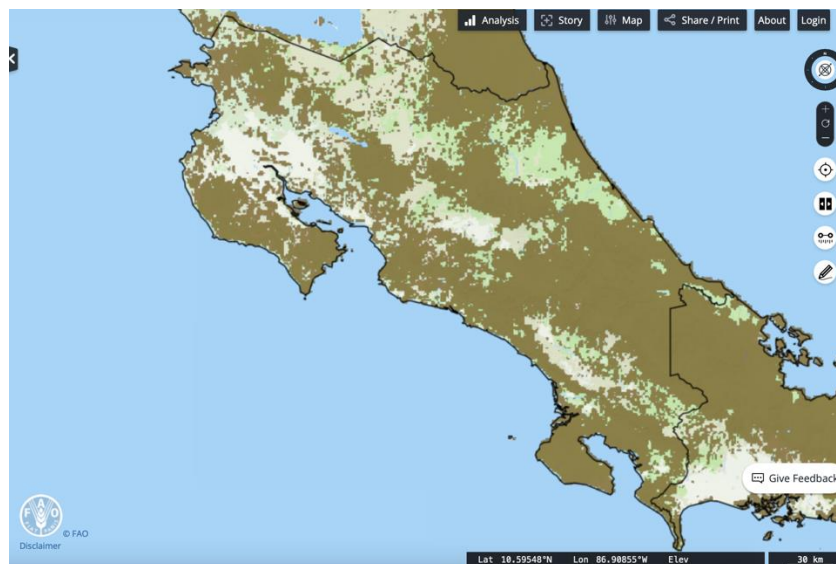 Analysis Story Map Share / Print About Login
Give Feedback
FAO
© FAO
Disclaimer
Lat 10.59548°N Lon 86.90855°W Elev 30 km